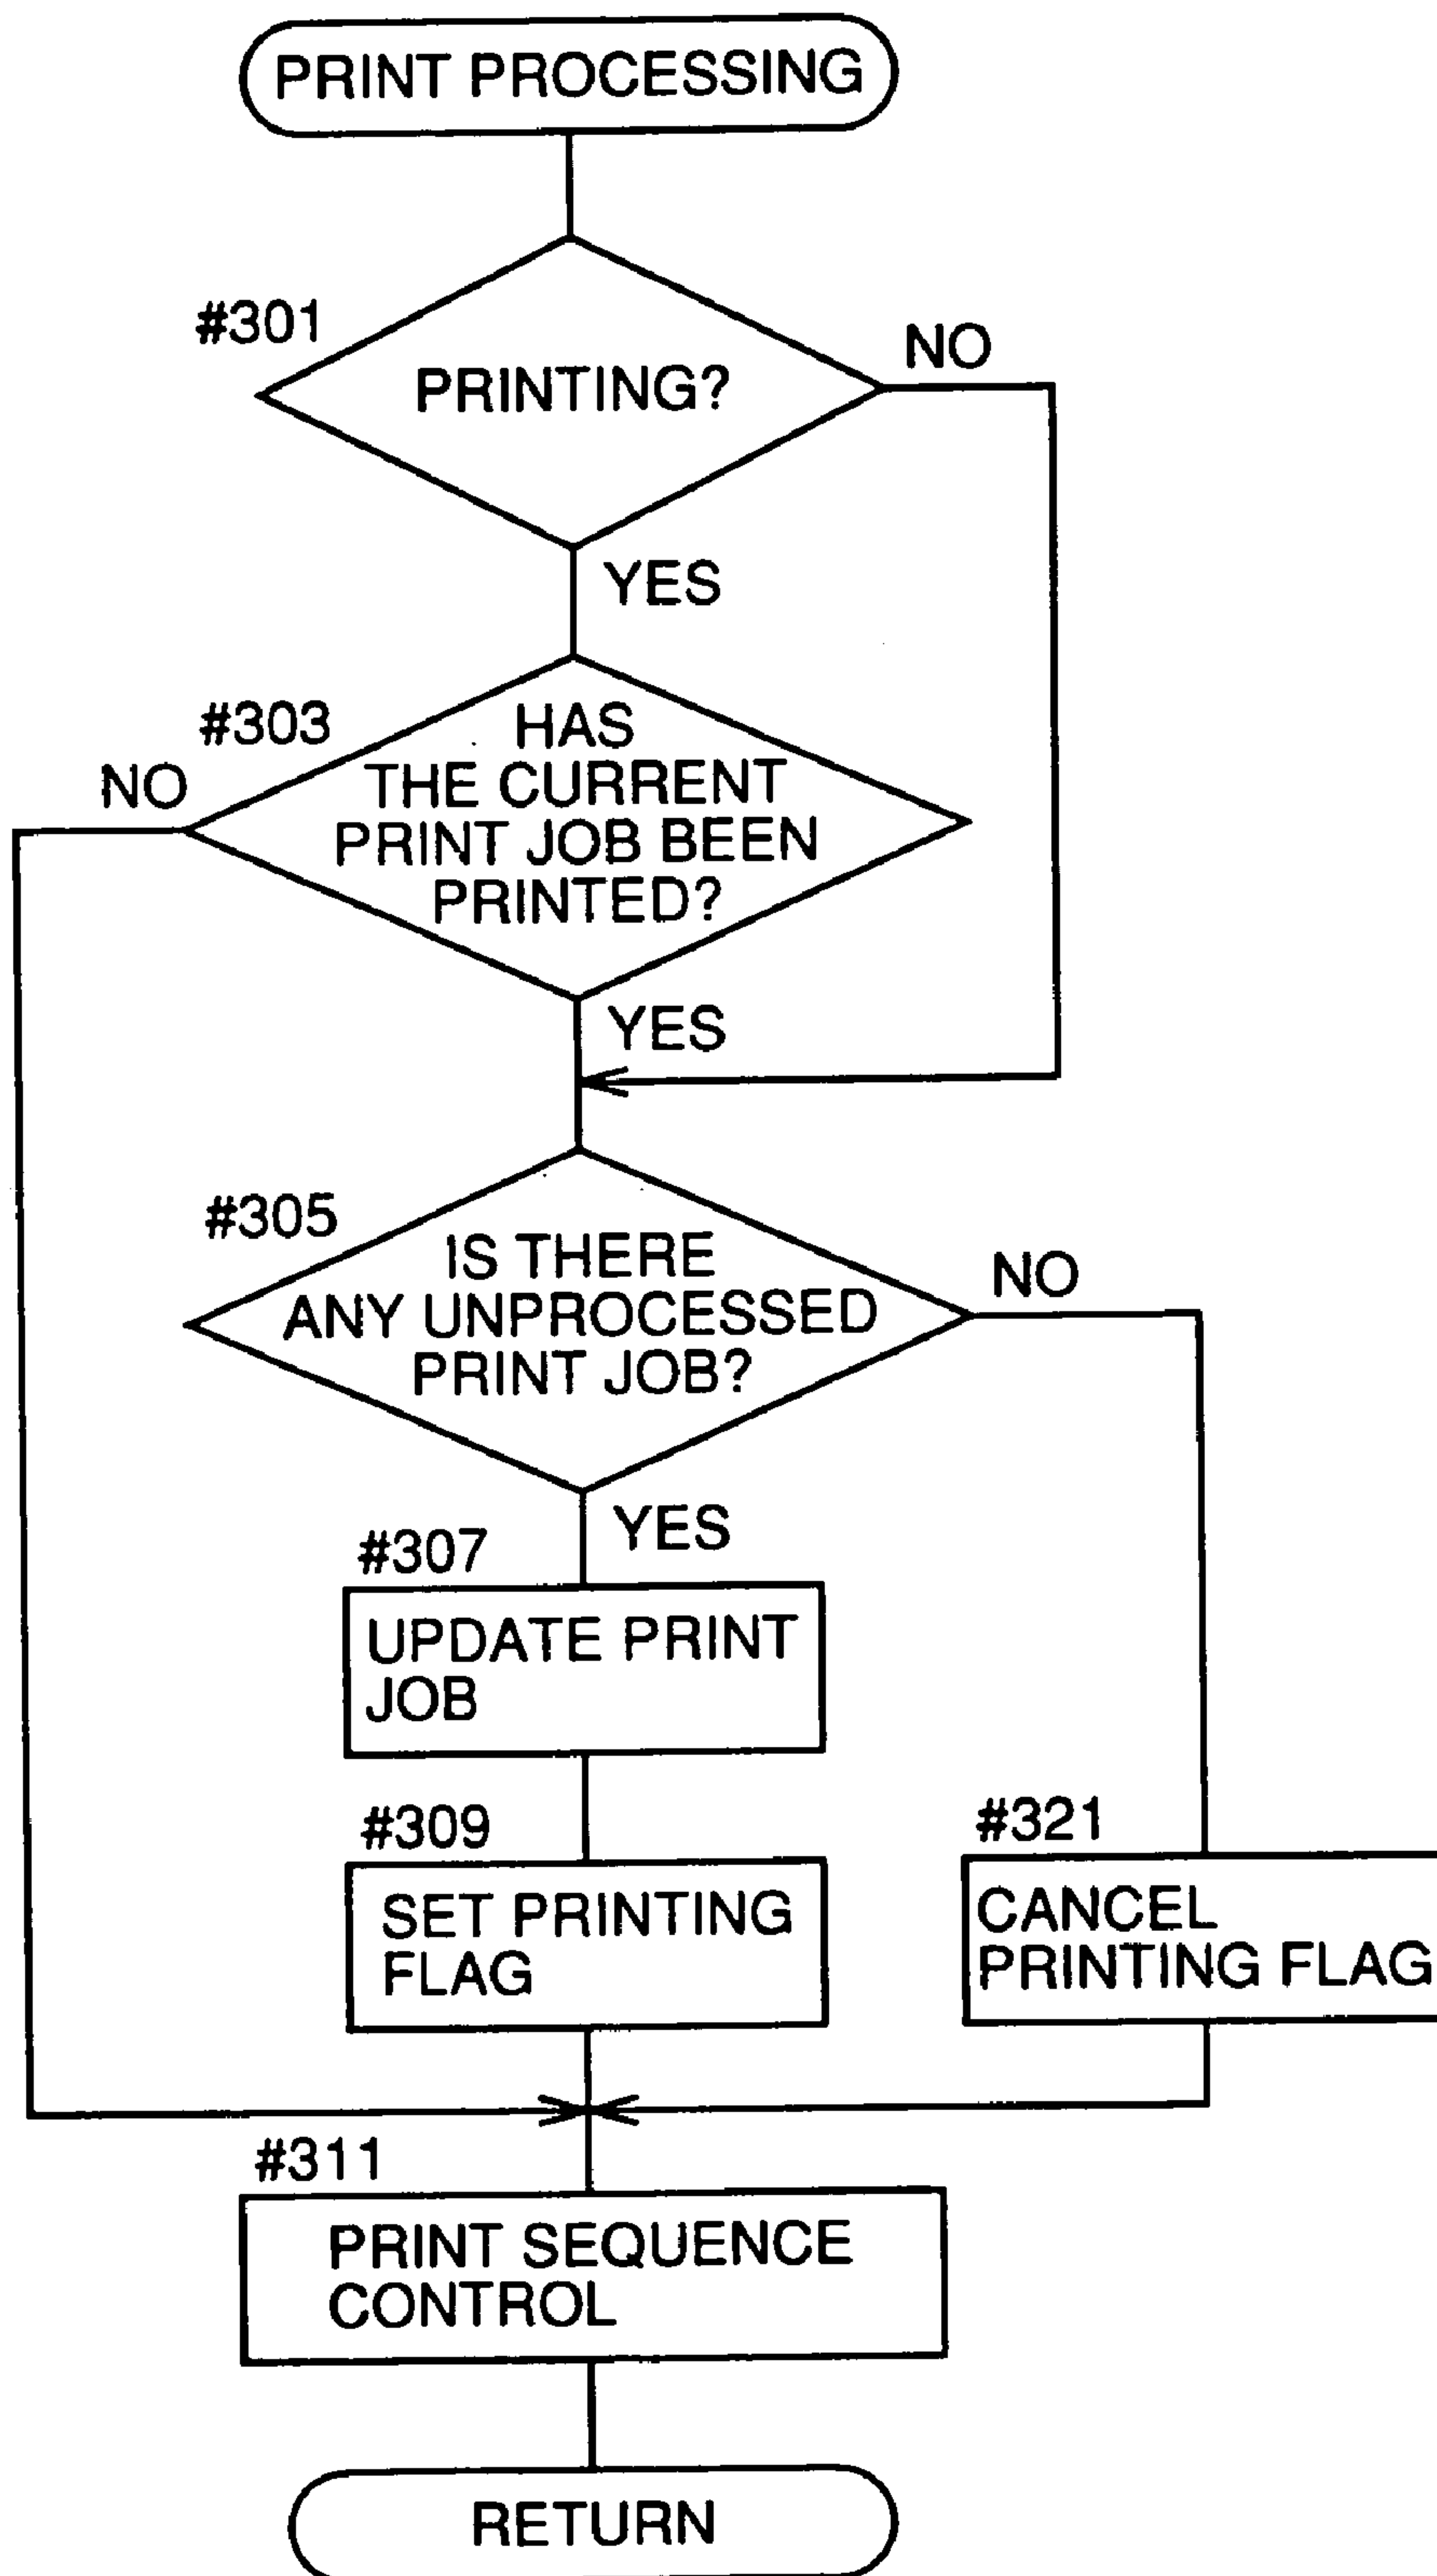 PRINT PROCESSING
#301
NO
PRINTING?
YES
#303
NO
HAS
THE CURRENT
PRINT JOB BEEN
PRINTED?
YES
#305
IS THERE
ANY UNPROCESSED
PRINT JOB?
NO
YES
#307
UPDATE PRINT
JOB
#309
SET PRINTING
FLAG
#321
CANCEL
PRINTING FLAG
#311
PRINT SEQUENCE
CONTROL
RETURN